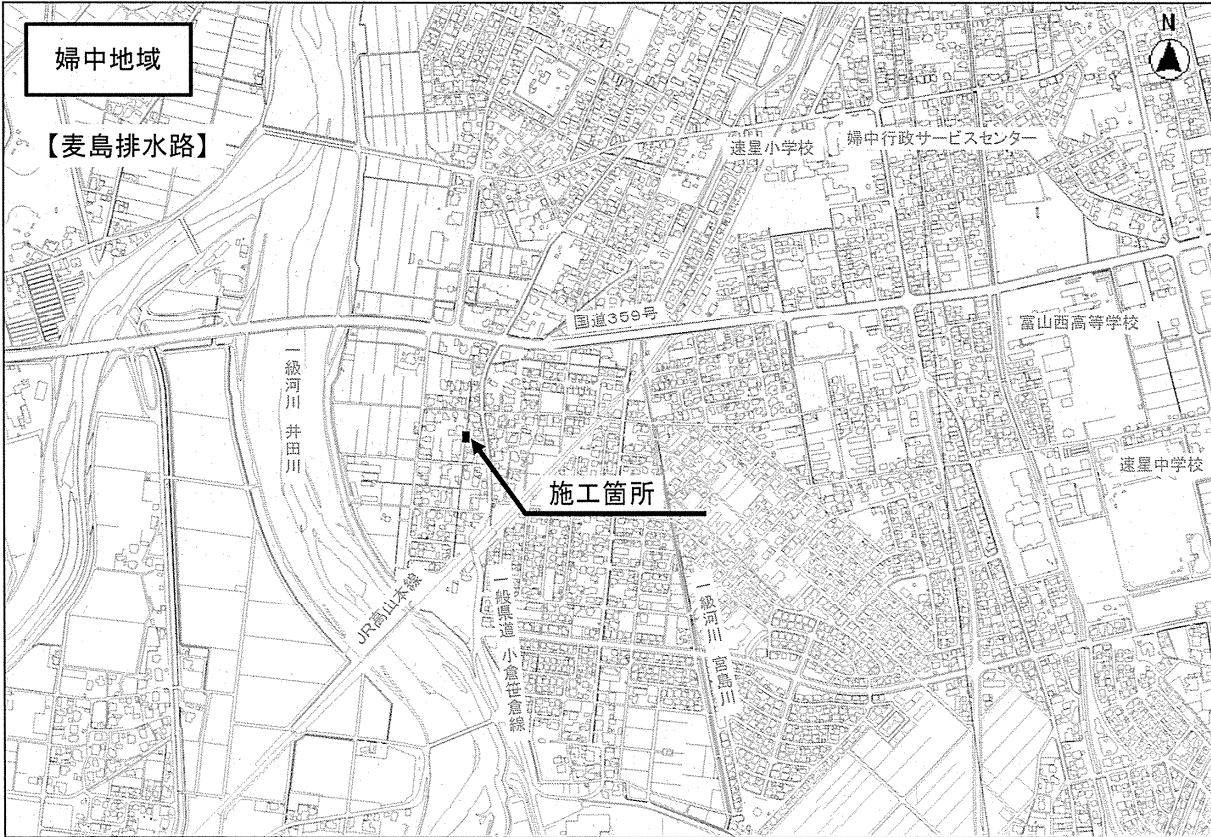 婦中地域
N
【麦島排水路】
速星小学校
婦中行政サービスセンター
国道359号
富山西高等学校
一級河川 井田川
速星中学校
施工箇所
JR高山本線
一般県道 小倉笹倉線
一級河川 宮島川